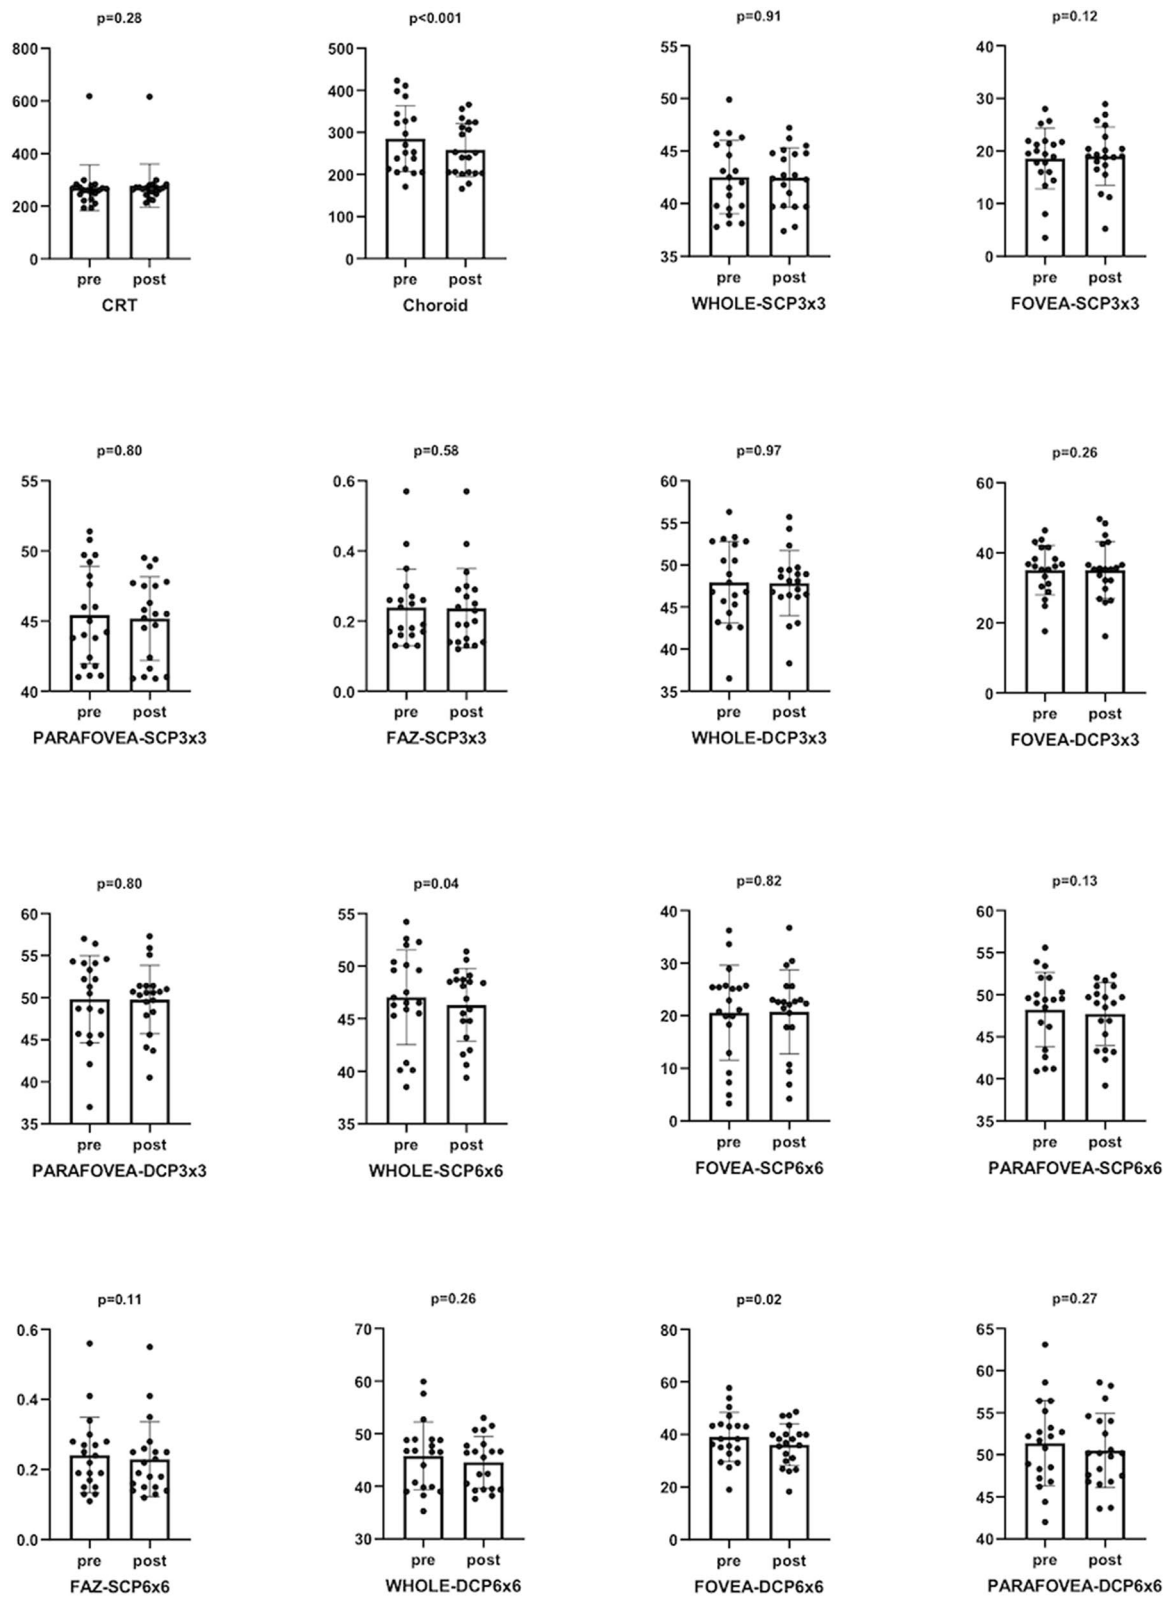 p=0.28
800
600
400
200
0
pre post
CRT
p<0.001
500
400
300
200
100
0
pre post
Choroid
p=0.91
55
50
45
40
35
pre post
WHOLE-SCP3x3
p=0.12
40
30
20
10
0
pre post
FOVEA-SCP3x3
p=0.80
55
50
45
40
pre post
PARAFOVEA-SCP3x3
p=0.58
0.6
0.4
0.2
0.0
pre post
FAZ-SCP3x3
p=0.97
60
55
50
45
40
35
pre post
WHOLE-DCP3x3
p=0.26
60
40
20
0
pre post
FOVEA-DCP3x3
p=0.80
60
55
50
45
40
35
pre post
PARAFOVEA-DCP3x3
p=0.04
55
50
45
40
35
pre post
WHOLE-SCP6x6
p=0.82
40
30
20
10
0
pre post
FOVEA-SCP6x6
p=0.13
60
55
50
45
40
35
pre post
PARAFOVEA-SCP6x6
p=0.11
0.6
0.4
0.2
0.0
pre post
FAZ-SCP6x6
p=0.26
70
60
50
40
30
pre post
WHOLE-DCP6x6
p=0.02
80
60
40
20
0
pre post
FOVEA-DCP6x6
p=0.27
65
60
55
50
45
40
pre post
PARAFOVEA-DCP6x6